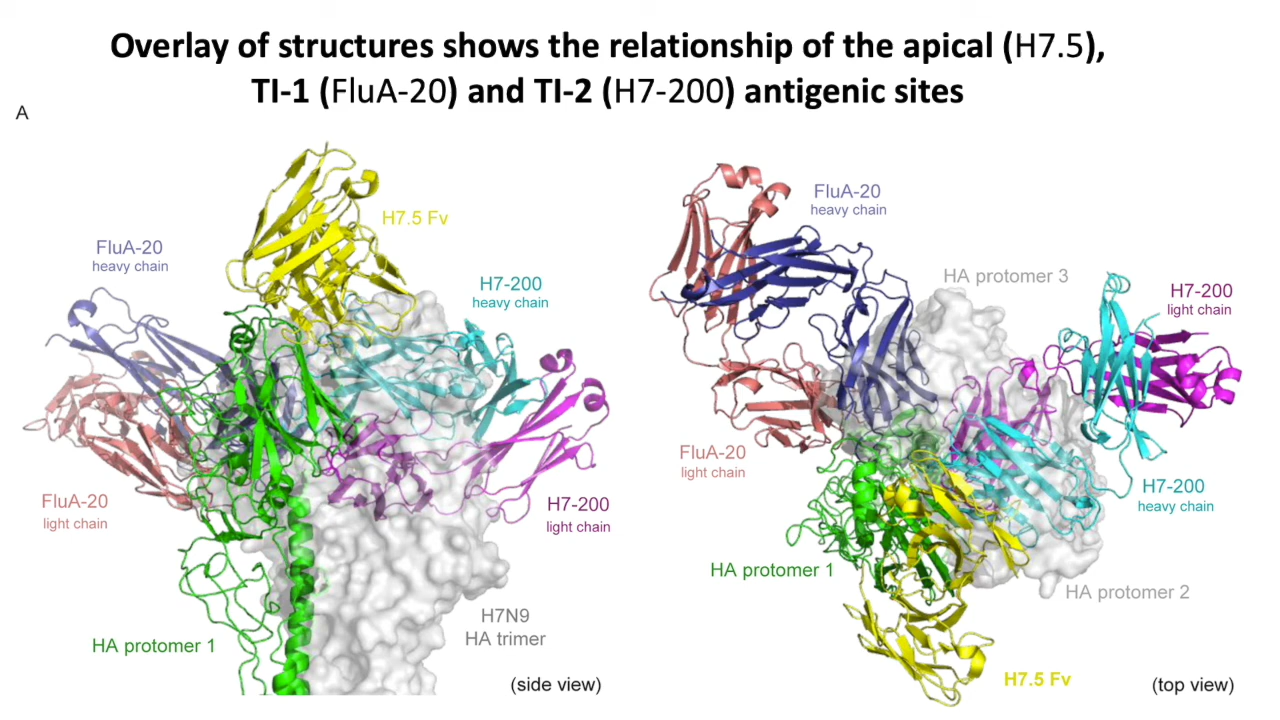 Overlay of structures shows the relationship of the apical (H7.5),
TI-1 (FluA-20) and TI-2 (H7-200) antigenic sites
A
H7.5 Fv
FluA-20
heavy chain
H7-200
heavy chain
FluA-20
light chain
H7-200
light chain
H7N9
HA trimer
HA protomer 1
(side view)
FluA-20
heavy chain
HA protomer 3
H7-200
light chain
FluA-20
light chain
H7-200
heavy chain
HA protomer 1
HA protomer 2
H7.5 Fv
(top view)